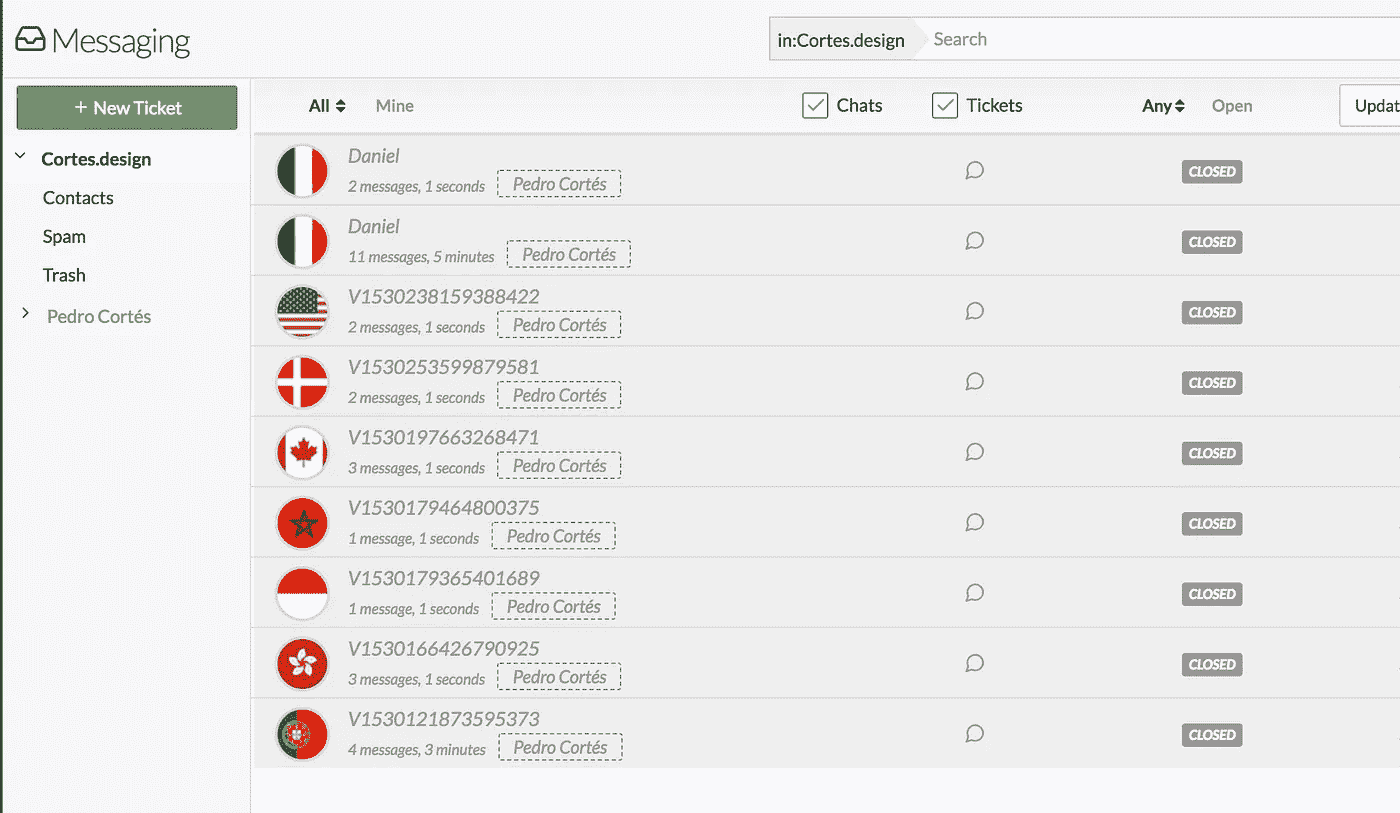 Messaging
in:Cortes.design Search
+ New Ticket
All Mine Chats Tickets Any Open Updat
Cortes.design
Contacts
Spam
Trash
Pedro Cortés
Daniel
2 messages, 1 seconds Pedro Cortés CLOSED
Daniel
11 messages, 5 minutes Pedro Cortés CLOSED
V1530238159388422
2 messages, 1 seconds Pedro Cortés CLOSED
V1530253599879581
2 messages, 1 seconds Pedro Cortés CLOSED
V1530197663268471
3 messages, 1 seconds Pedro Cortés CLOSED
V1530179464800375
1 message, 1 seconds Pedro Cortés CLOSED
V1530179365401689
1 message, 1 seconds Pedro Cortés CLOSED
V1530166426790925
3 messages, 1 seconds Pedro Cortés CLOSED
V1530121873595373
4 messages, 3 minutes Pedro Cortés CLOSED